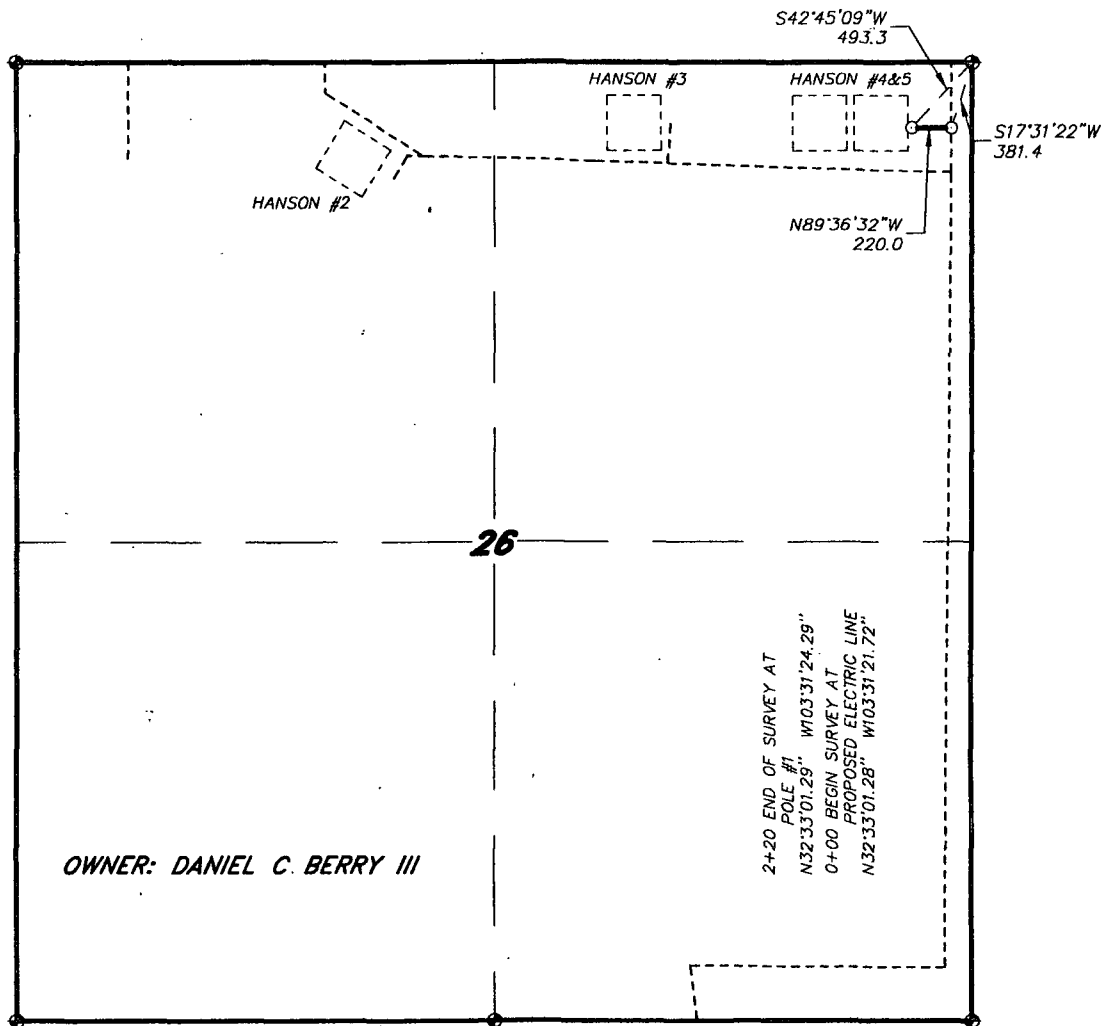 S42°45'09"W
493.3
HANSON #3
HANSON #4&5
S17°31'22"W
381.4
HANSON #2
N89°36'32"W
220.0
26
2+20 END OF SURVEY AT
POLE #1
N32°33'01.29" W103°31'24.29"
0+00 BEGIN SURVEY AT
PROPOSED ELECTRIC LINE
N32°33'01.28" W103°31'21.72"
OWNER: DANIEL C. BERRY III